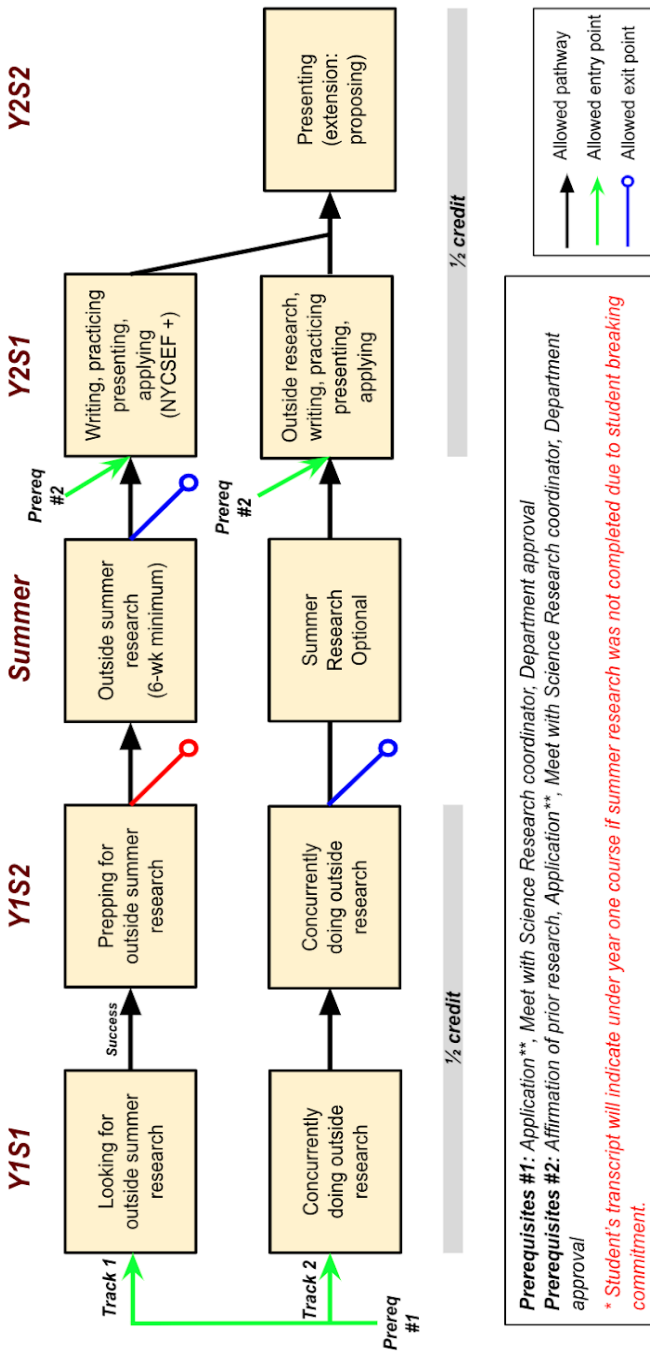 Y1S1
Y1S2
Summer
Y2S1
Y2S2
Track 1
Looking for
outside summer
research
Success
Prepping for
outside summer
research
Outside summer
research
(6-wk minimum)
Prereq
#2
Writing, practicing
presenting,
applying
(NYCSEF +)
Track 2
Concurrently
doing outside
research
Concurrently
doing outside
research
Summer
Research
Optional
Prereq
#2
Outside research,
writing, practicing
presenting,
applying
Presenting
(extension:
proposing)
Prereq
#1
½ credit
½ credit
Prerequisites #1: Application**, Meet with Science Research coordinator, Department approval
Prerequisites #2: Affirmation of prior research, Application**, Meet with Science Research coordinator, Department
approval
* Student's transcript will indicate under year one course if summer research was not completed due to student breaking
commitment.
Allowed pathway
Allowed entry point
Allowed exit point